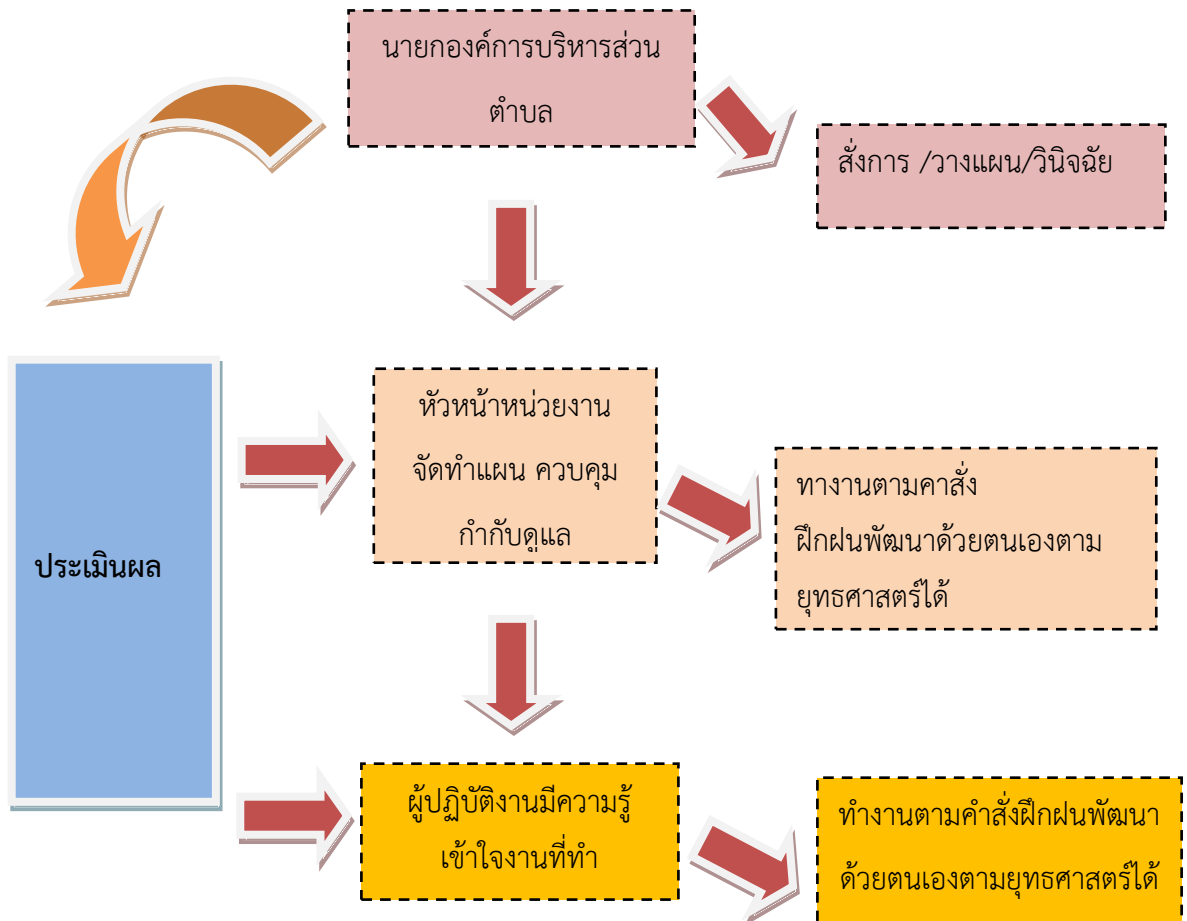 นายกองค์การบริหารส่วน
ตำบล
สั่งการ /วางแผน/วินิจฉัย
หัวหน้าหน่วยงาน
จัดทำแผน ควบคุม
กำกับดูแล
ทางานตามคาสั่ง
ฝึกฝนพัฒนาด้วยตนเองตาม
ยุทธศาสตร์ได้
ประเมินผล
ผู้ปฏิบัติงานมีความรู้
เข้าใจงานที่ทำ
ทำงานตามคำสั่งฝึกฝนพัฒนา
ด้วยตนเองตามยุทธศาสตร์ได้